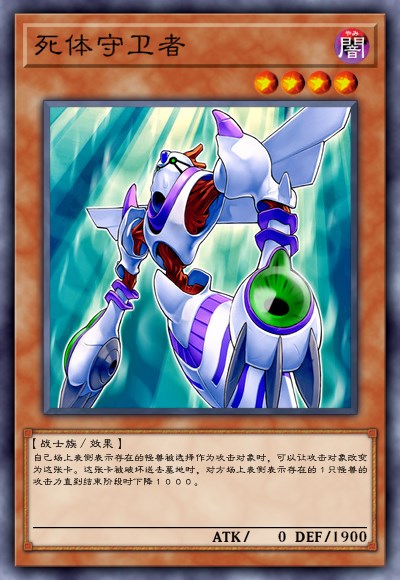 死体守卫者
やみ
闇
【战士族／效果】
自己场上表侧表示存在的怪兽被选择作为攻击对象时，可以让攻击对象改变
为这张卡。这张卡被破坏送去墓地时，对方场上表侧表示存在的１只怪兽的
攻击力直到结束阶段时下降１０００。
ATK/ 0 DEF/1900